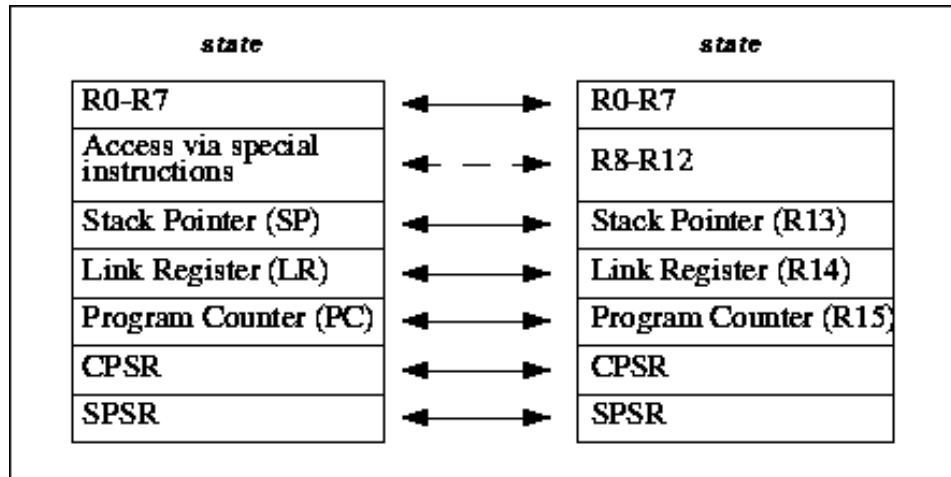 state
state
R0-R7
R0-R7
Access via special
instructions
R8-R12
Stack Pointer (SP)
Stack Pointer (R13)
Link Register (LR)
Link Register (R14)
Program Counter (PC)
Program Counter (R15)
CPSR
CPSR
SPSR
SPSR